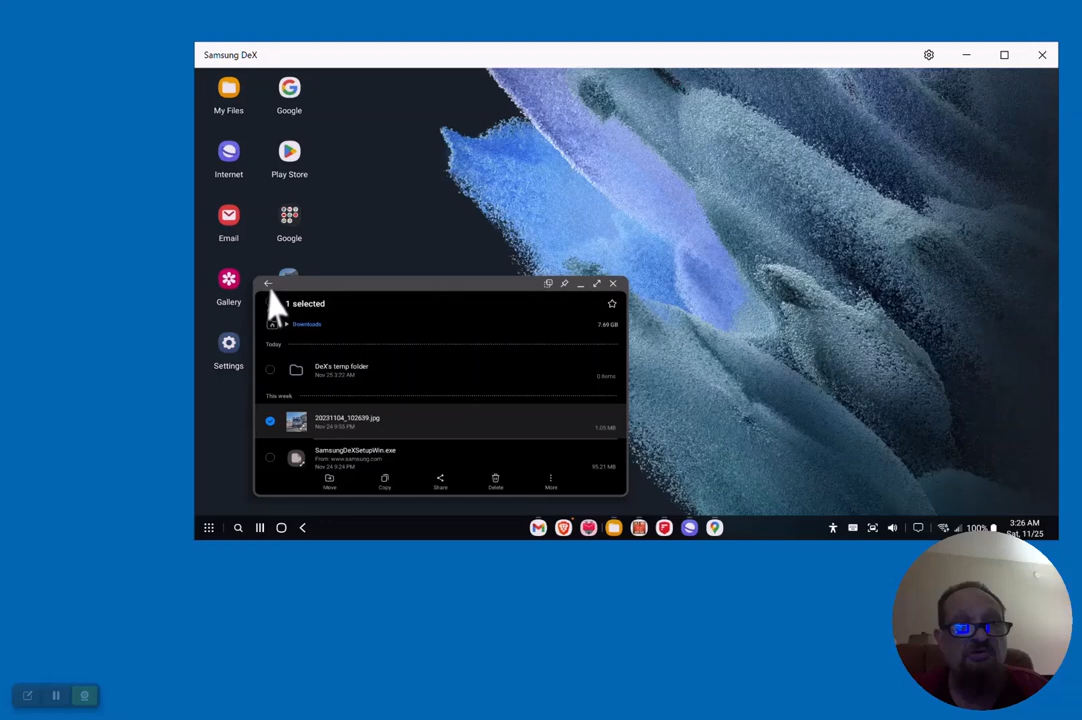 Samsung DeX
My Files
Google
Internet
Play Store
Email
Google
Gallery
Settings
1 selected
Downloads
7.69 GB
Today
DeX's temp folder
Nov 25 3:22 AM
0 items
This week
20231104_102639.jpg
Nov 24 9:55 PM
1.05 MB
SamsungDeXSetupWin.exe
From: www.samsung.com
Nov 24 9:24 PM
95.21 MB
Move
Copy
Share
Delete
More
100%
3:26 AM
Sat, 11/25